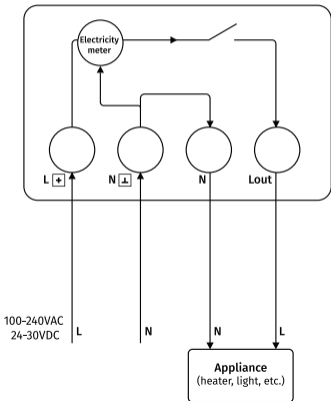 Electricity
meter
L +
N ⊥
N
Lout
100-240VAC
24-30VDC
L
N
N
L
Appliance
(heater, light, etc.)